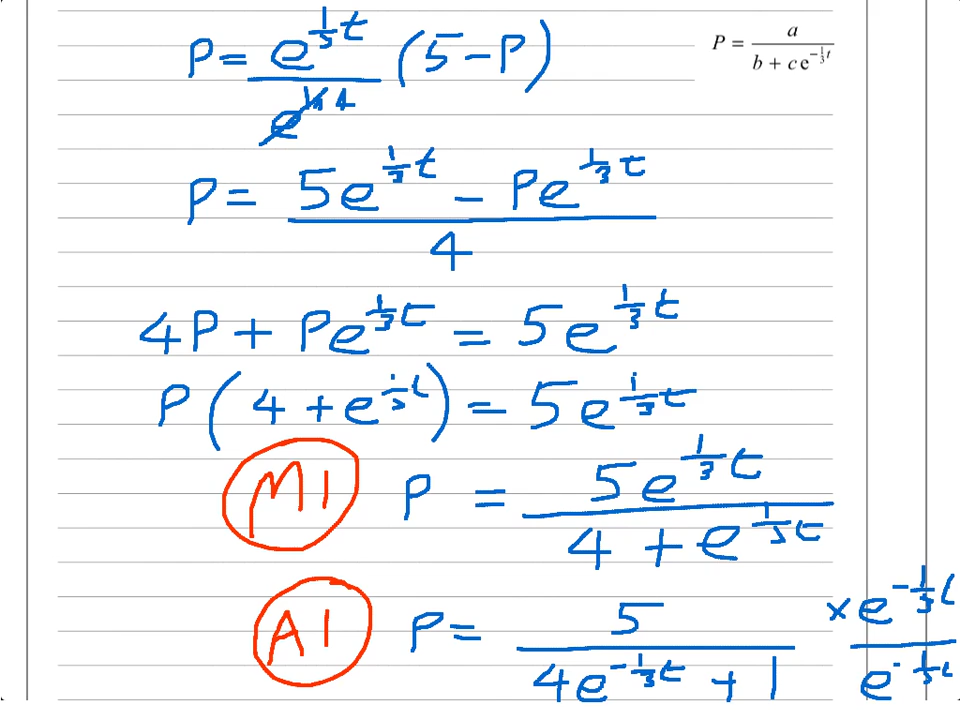 P = e^{1/3 t} / e^{ln 4} (5 - P)
P = a / (b + ce^{-1/3 t})
P = (5e^{1/3 t} - Pe^{1/3 t}) / 4
4P + Pe^{1/3 t} = 5e^{1/3 t}
P(4 + e^{1/3 t}) = 5e^{1/3 t}
M1 P = 5e^{1/3 t} / (4 + e^{1/3 t})
A1 P = 5 / (4e^{-1/3 t} + 1) × e^{-1/3 t} / e^{-1/3 t}